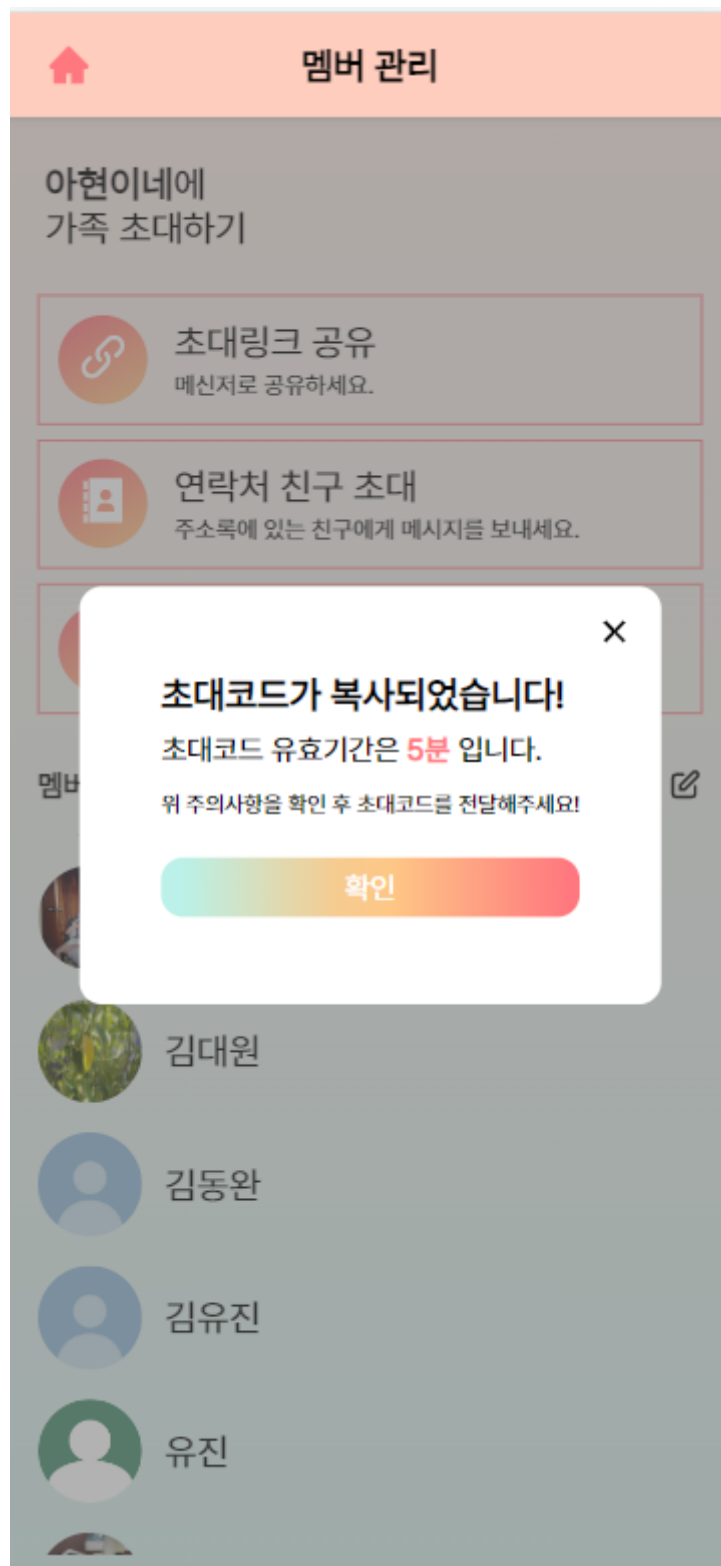 멤버 관리
아현이네에
가족 초대하기
초대링크 공유
메신저로 공유하세요.
연락처 친구 초대
주소록에 있는 친구에게 메시지를 보내세요.
초대코드가 복사되었습니다!
초대코드 유효기간은 5분 입니다.
위 주의사항을 확인 후 초대코드를 전달해주세요!
확인
김대원
김동완
김유진
유진